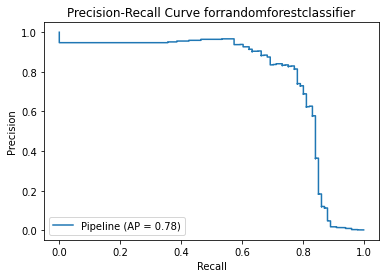 Precision-Recall Curve forrandomforestclassifier
1.0
0.8
0.6
0.4
0.2
0.0
Precision
Pipeline (AP = 0.78)
0.0 0.2 0.4 0.6 0.8 1.0
Recall